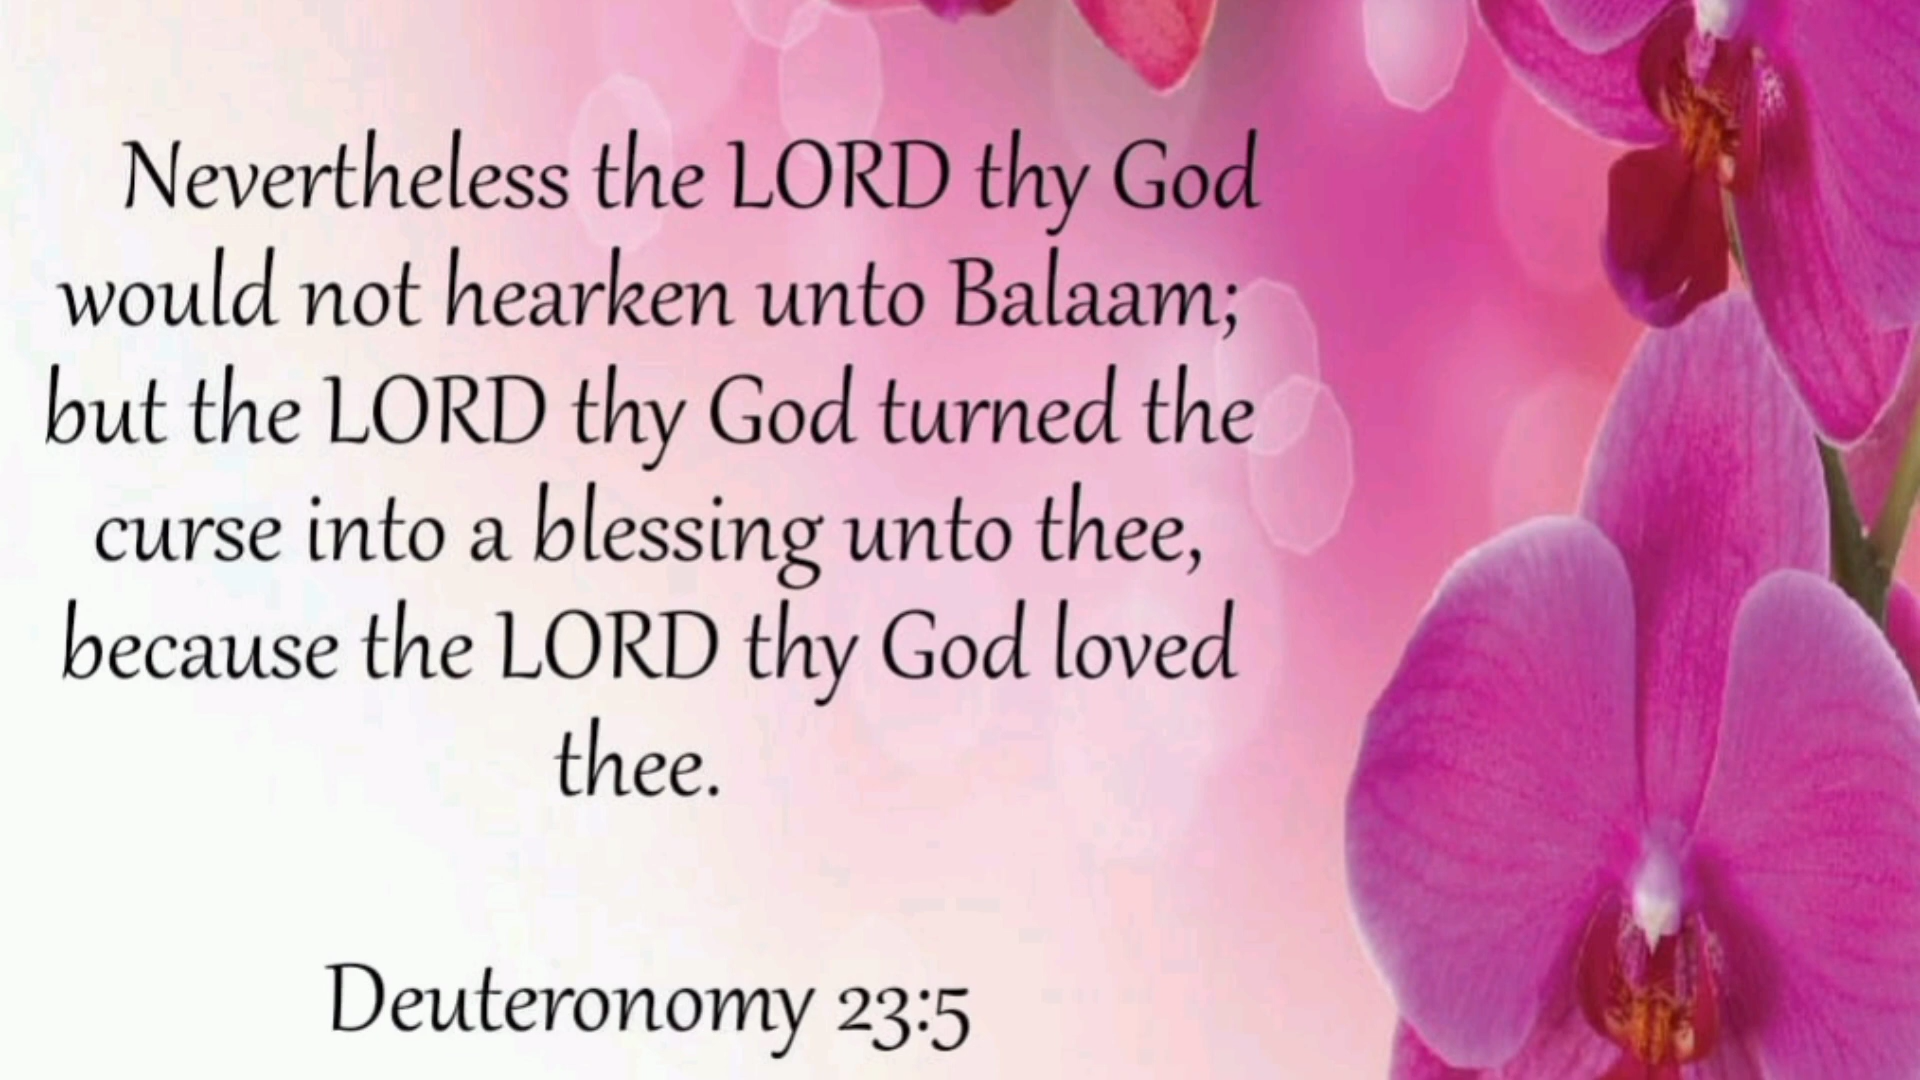 Nevertheless the LORD thy God
would not hearken unto Balaam;
but the LORD thy God turned the
curse into a blessing unto thee,
because the LORD thy God loved
thee.
Deuteronomy 23:5